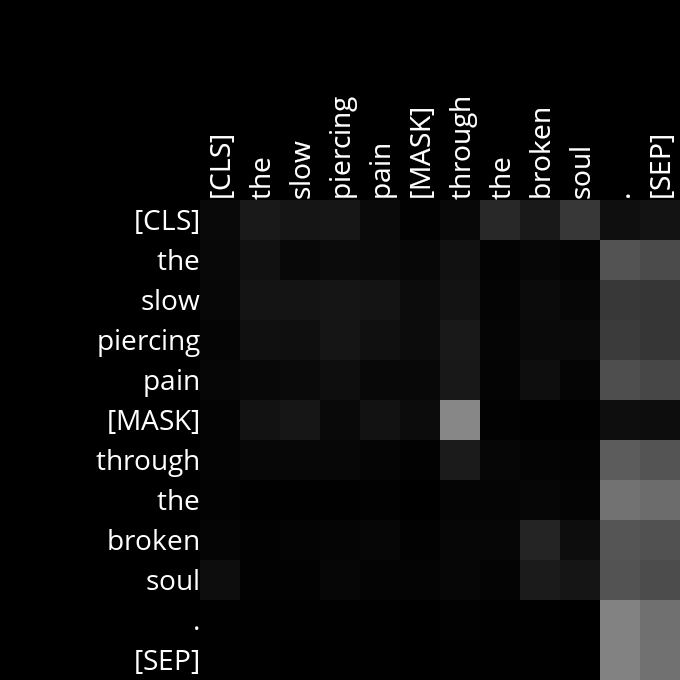 [CLS] the slow piercing pain [MASK] through the broken soul . [SEP]
[CLS]
the
slow
piercing
pain
[MASK]
through
the
broken
soul
.
[SEP]